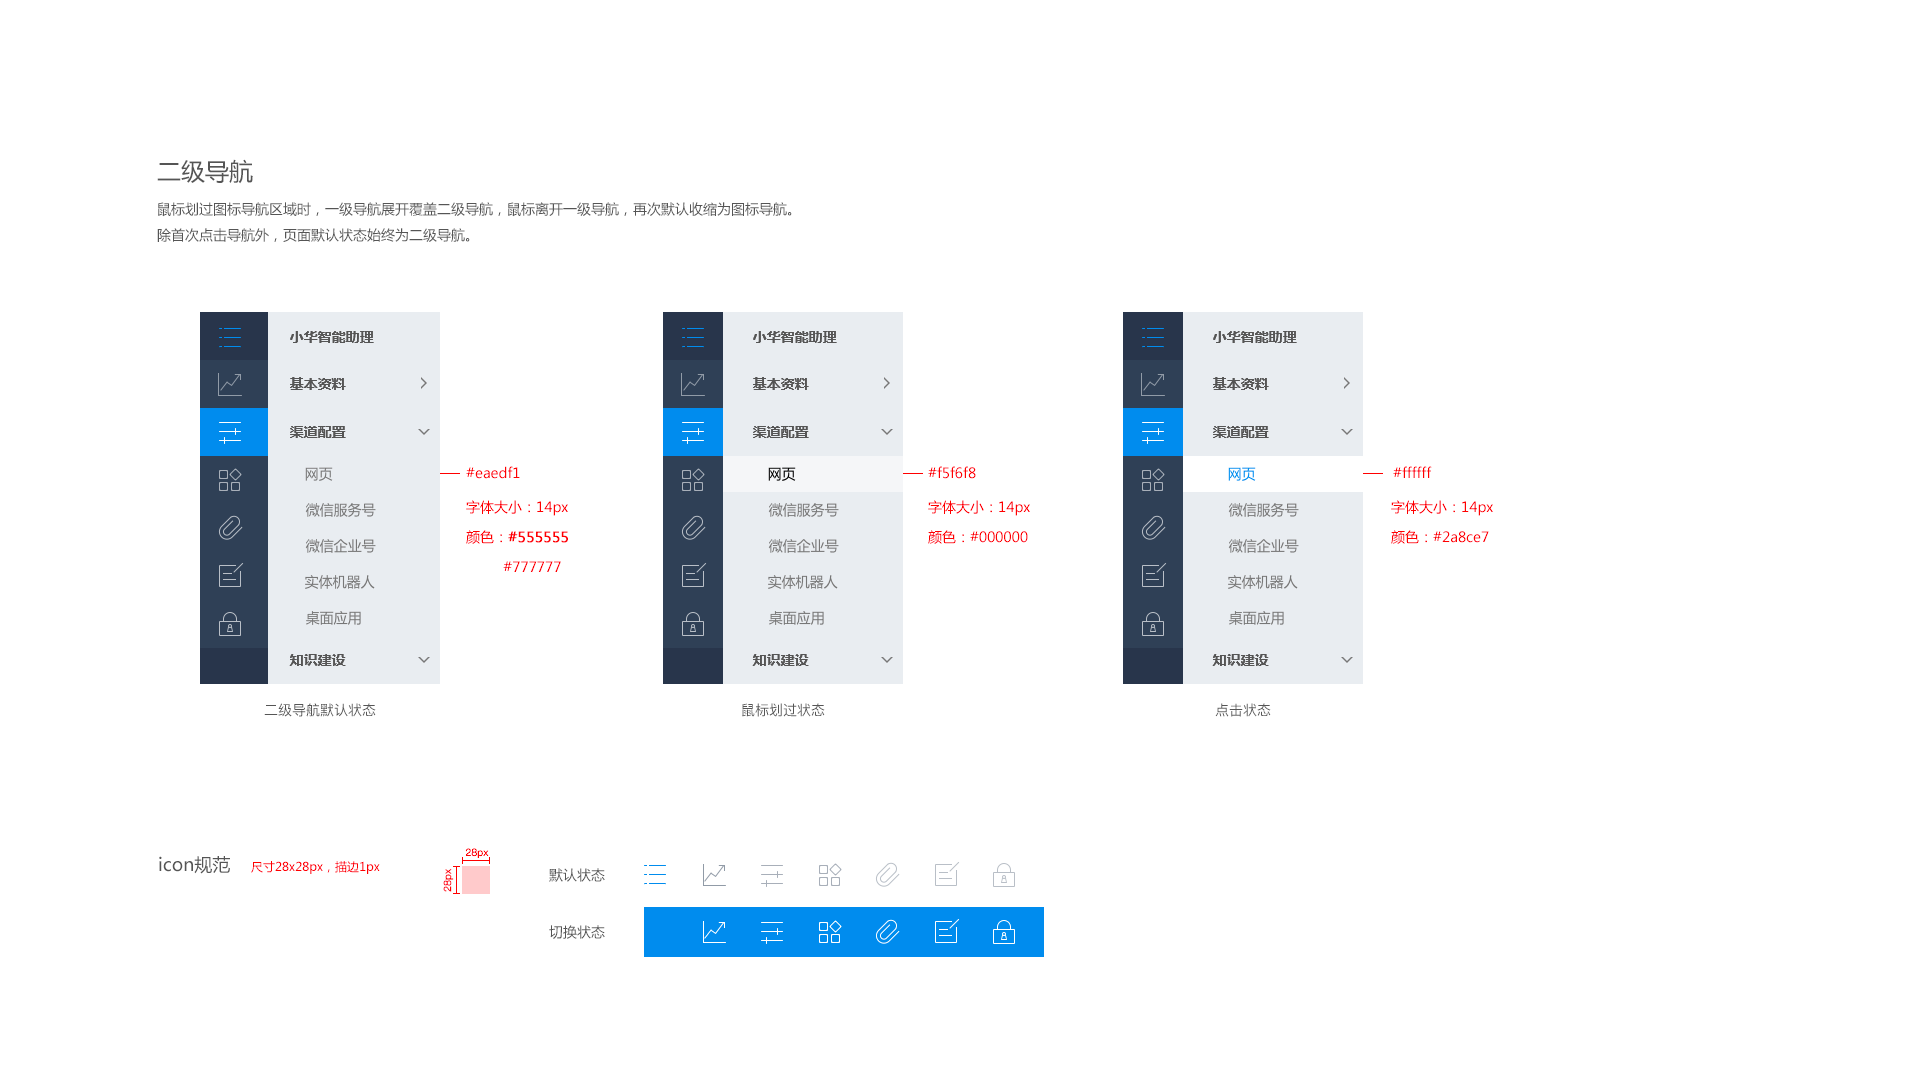 二级导航
鼠标划过图标导航区域时，一级导航展开覆盖二级导航，鼠标离开一级导航，再次默认收缩为图标导航。
除首次点击导航外，页面默认状态始终为二级导航。
小华智能助理
基本资料
渠道配置
网页
微信服务号
微信企业号
实体机器人
桌面应用
知识建设
#eaedf1
字体大小：14px
颜色：#555555
#777777
二级导航默认状态
小华智能助理
基本资料
渠道配置
网页
微信服务号
微信企业号
实体机器人
桌面应用
知识建设
#f5f6f8
字体大小：14px
颜色：#000000
鼠标划过状态
小华智能助理
基本资料
渠道配置
网页
微信服务号
微信企业号
实体机器人
桌面应用
知识建设
#ffffff
字体大小：14px
颜色：#2a8ce7
点击状态
icon规范
尺寸28x28px，描边1px
28px
28px
默认状态
切换状态